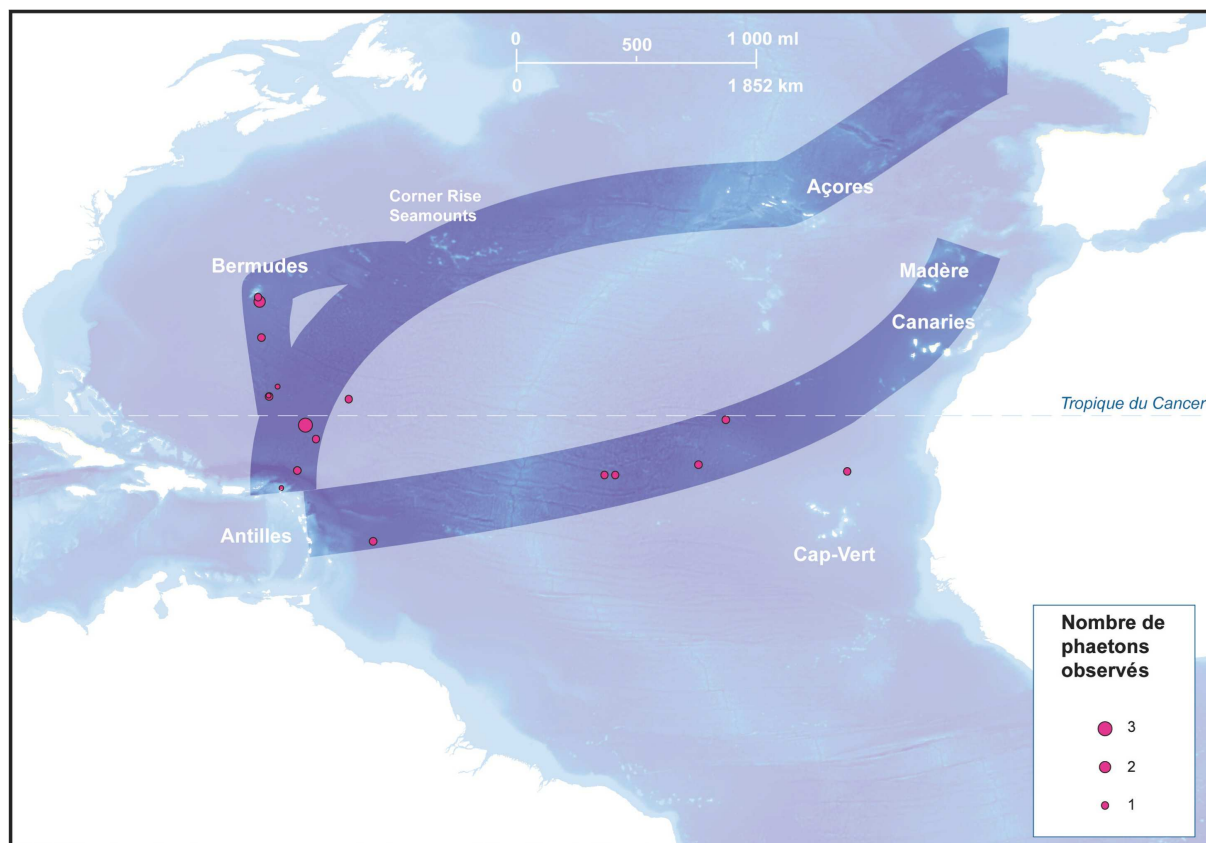 0 500 1 000 ml
0 1 852 km
Corner Rise
Seamounts
Açores
Bermudes
Madère
Canaries
Tropique du Cancer
Antilles
Cap-Vert
Nombre de
phaetons
observés
3
2
1